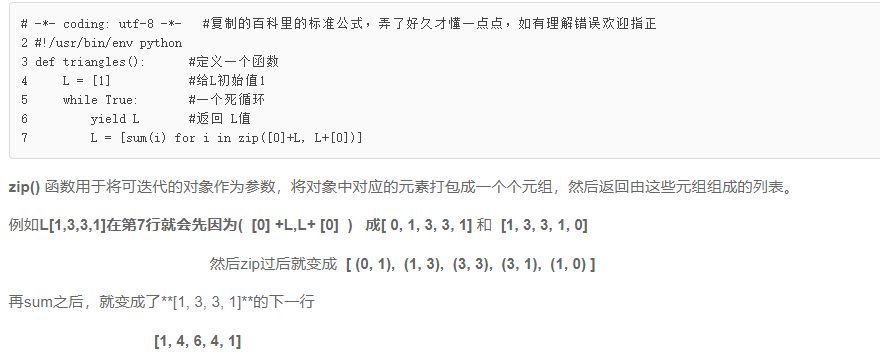 # -*- coding: utf-8 -*-   #复制的百科里的标准公式，弄了好久才懂一点点，如有理解错误欢迎指正
2 #!/usr/bin/env python
3 def triangles():      #定义一个函数
4     L = [1]           #给L初始值1
5     while True:       #一个死循环
6         yield L       #返回 L值
7         L = [sum(i) for i in zip([0]+L, L+[0])]
zip() 函数用于将可迭代的对象作为参数，将对象中对应的元素打包成一个个元组，然后返回由这些元组组成的列表。
例如L[1,3,3,1]在第7行就会先因为( [0] +L,L+ [0] ) 成[ 0, 1, 3, 3, 1] 和 [1, 3, 3, 1, 0]
然后zip过后就变成 [ (0, 1), (1, 3), (3, 3), (3, 1), (1, 0) ]
再sum之后，就变成了**[1, 3, 3, 1]**的下一行
[1, 4, 6, 4, 1]